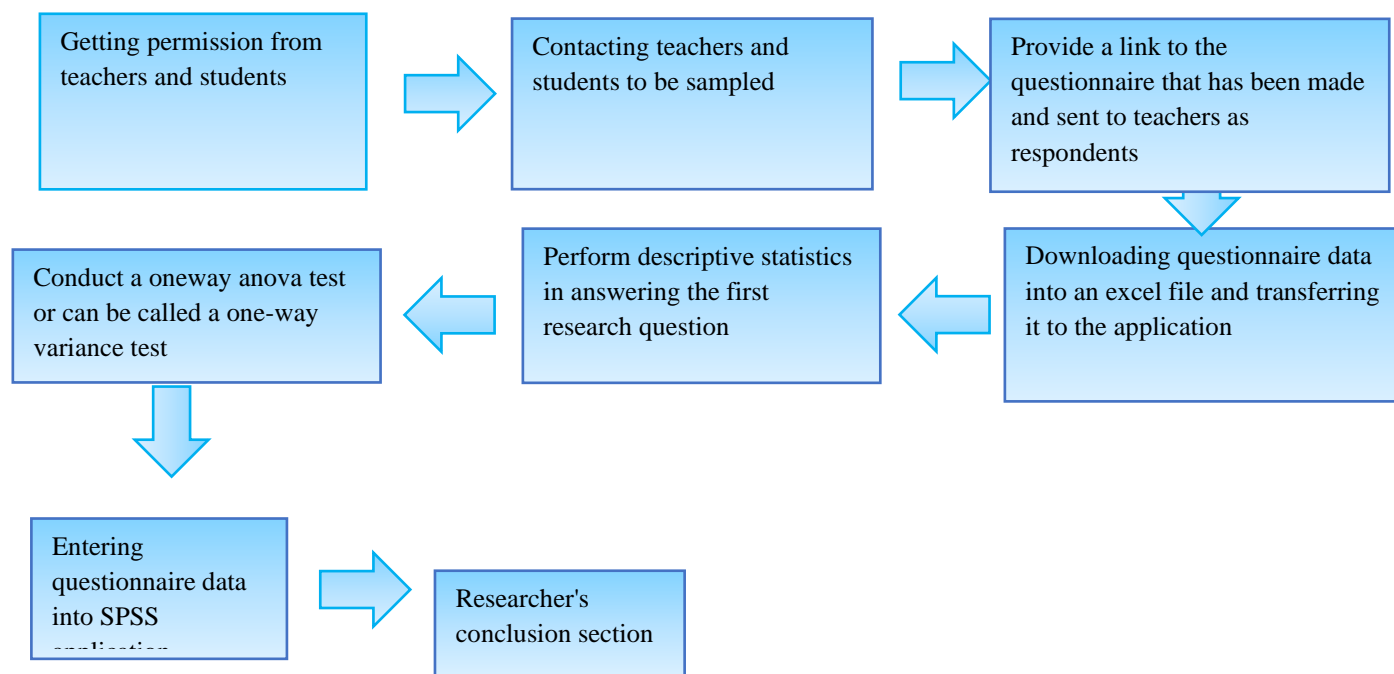 Getting permission from
teachers and students
Contacting teachers and
students to be sampled
Provide a link to the
questionnaire that has been made
and sent to teachers as
respondents
Downloading questionnaire data
into an excel file and transferring
it to the application
Perform descriptive statistics
in answering the first
research question
Conduct a oneway anova test
or can be called a one-way
variance test
Entering
questionnaire data
into SPSS
application
Researcher's
conclusion section